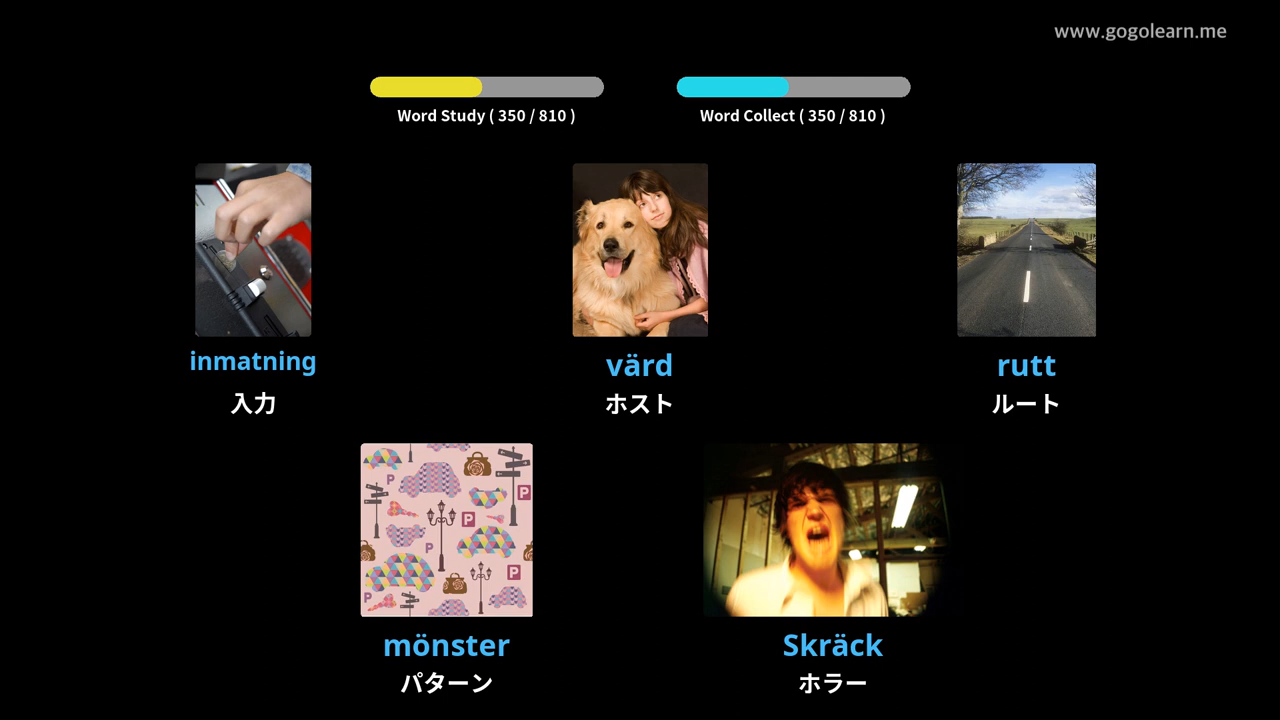 www.gogolearn.me
Word Study ( 350 / 810 )
Word Collect ( 350 / 810 )
inmatning
入力
värd
ホスト
rutt
ルート
mönster
パターン
Skräck
ホラー
P
P
P
P
P
P